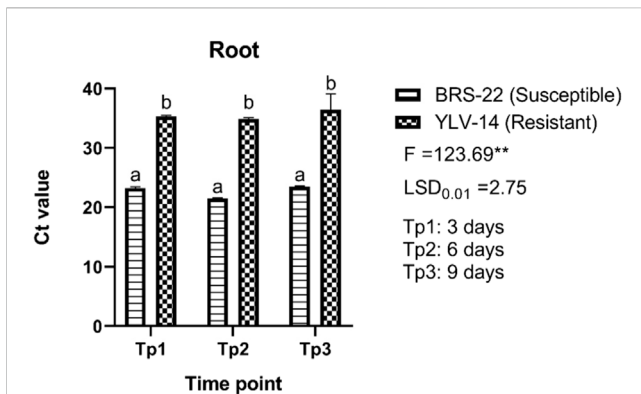 Root
Ct value
40
30
20
10
0
a
b
a
b
a
b
Tp1
Tp2
Tp3
Time point
BRS-22 (Susceptible)
YLV-14 (Resistant)
F =123.69**
LSD0.01 =2.75
Tp1: 3 days
Tp2: 6 days
Tp3: 9 days